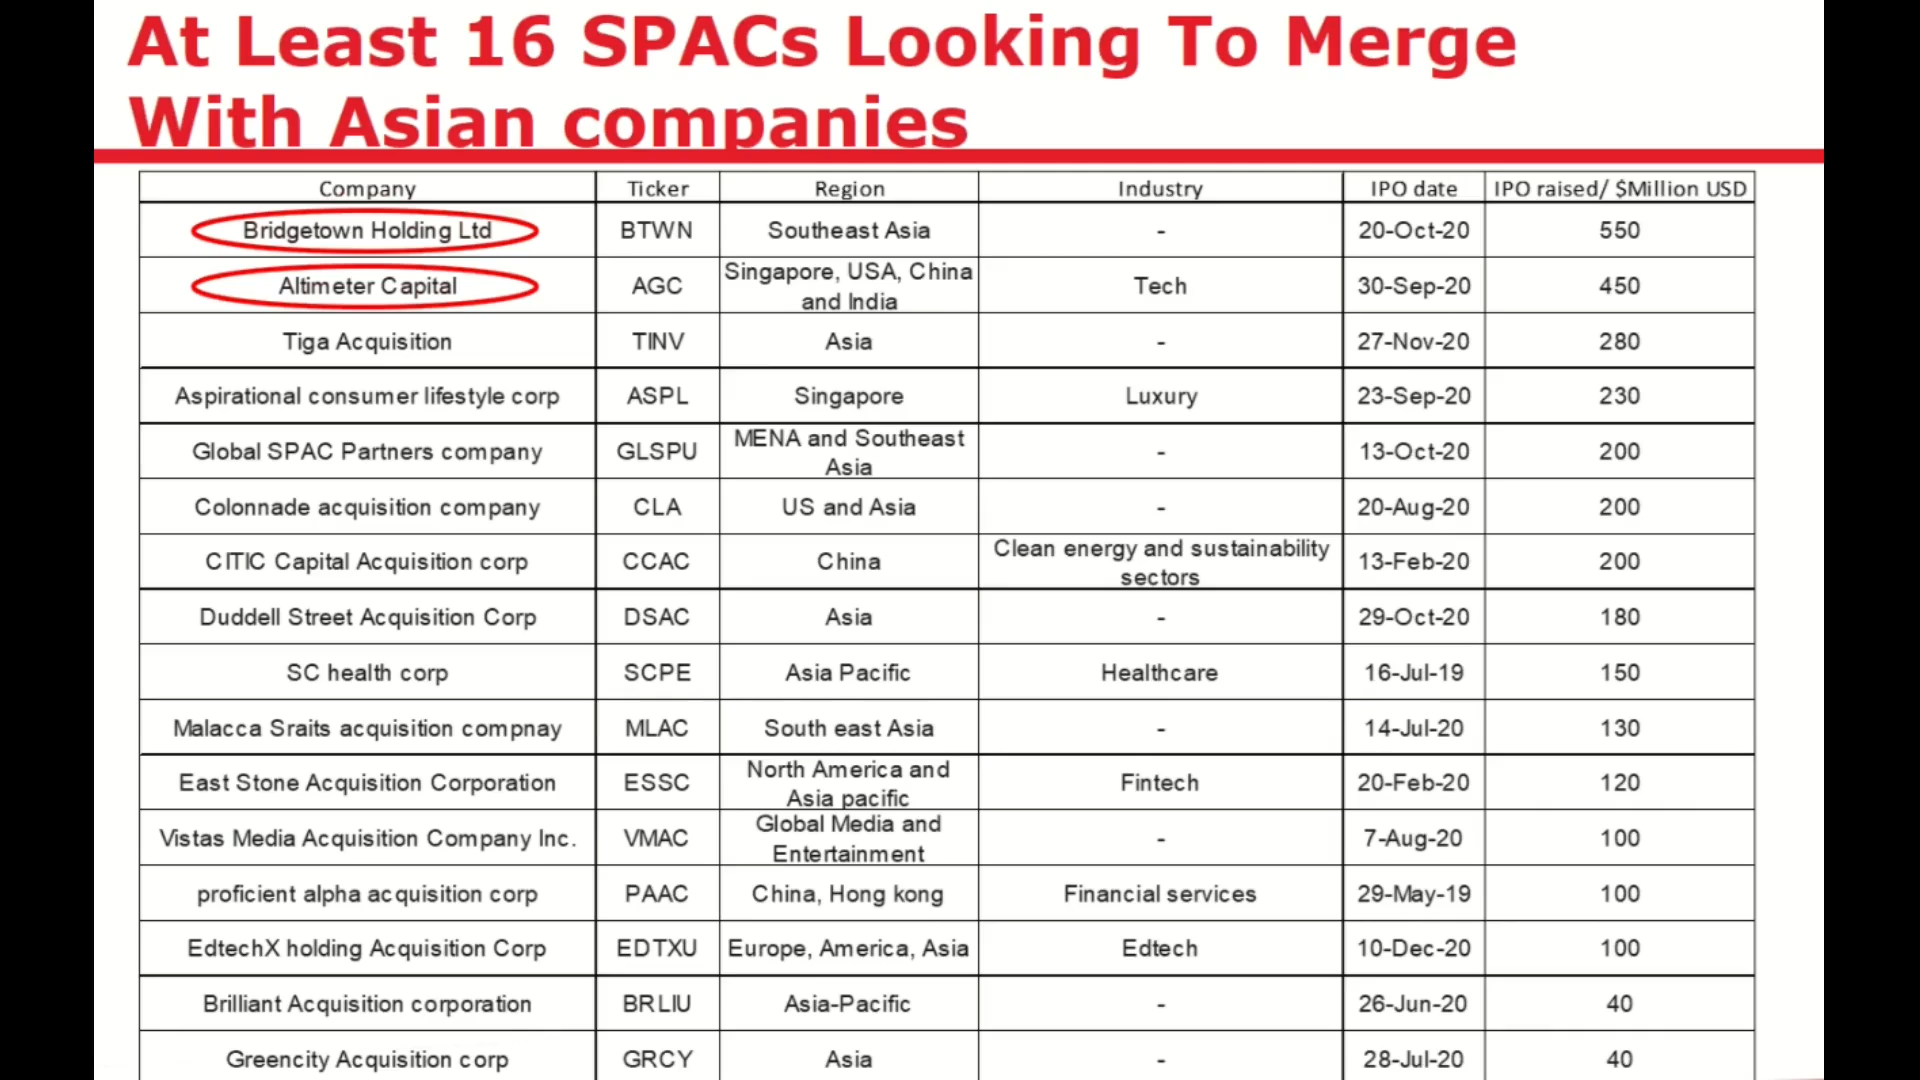 At Least 16 SPACs Looking To Merge
With Asian companies
Company Ticker Region Industry IPO date IPO raised/ $Million USD
Bridgetown Holding Ltd BTWN Southeast Asia - 20-Oct-20 550
Altimeter Capital AGC Singapore, USA, China and India Tech 30-Sep-20 450
Tiga Acquisition TINV Asia - 27-Nov-20 280
Aspirational consumer lifestyle corp ASPL Singapore Luxury 23-Sep-20 230
Global SPAC Partners company GLSPU MENA and Southeast Asia - 13-Oct-20 200
Colonnade acquisition company CLA US and Asia - 20-Aug-20 200
CITIC Capital Acquisition corp CCAC China Clean energy and sustainability sectors 13-Feb-20 200
Duddell Street Acquisition Corp DSAC Asia - 29-Oct-20 180
SC health corp SCPE Asia Pacific Healthcare 16-Jul-19 150
Malacca Sraits acquisition compnay MLAC South east Asia - 14-Jul-20 130
East Stone Acquisition Corporation ESSC North America and Asia pacific Fintech 20-Feb-20 120
Vistas Media Acquisition Company Inc. VMAC Global Media and Entertainment - 7-Aug-20 100
proficient alpha acquisition corp PAAC China, Hong kong Financial services 29-May-19 100
EdtechX holding Acquisition Corp EDTXU Europe, America, Asia Edtech 10-Dec-20 100
Brilliant Acquisition corporation BRLIU Asia-Pacific - 26-Jun-20 40
Greencity Acquisition corp GRCY Asia - 28-Jul-20 40